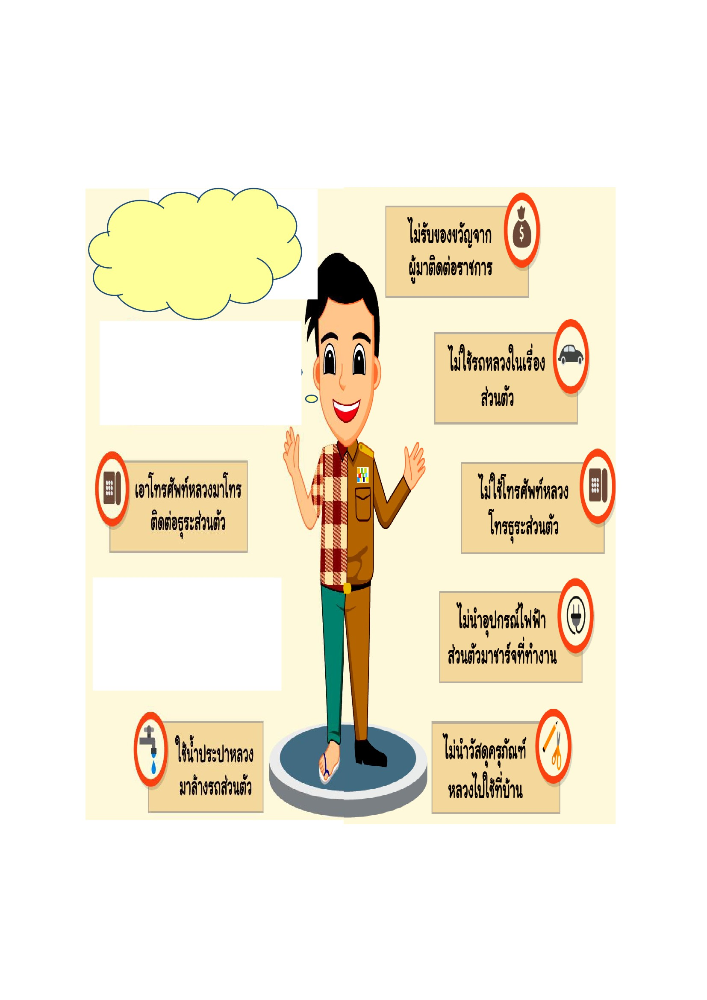 ไม่รับของขวัญจาก
ผู้มาติดต่อราชการ
ไม่ใช้รถหลวงในเรื่อง
ส่วนตัว
เอาโทรศัพท์หลวงมาโทร
ติดต่อธุระส่วนตัว
ไม่ใช้โทรศัพท์หลวง
โทรธุระส่วนตัว
ไม่นำอุปกรณ์ไฟฟ้า
ส่วนตัวมาชาร์จที่ทำงาน
ใช้น้ำประปาหลวง
มาล้างรถส่วนตัว
ไม่นำวัสดุครุภัณฑ์
หลวงไปใช้ที่บ้าน